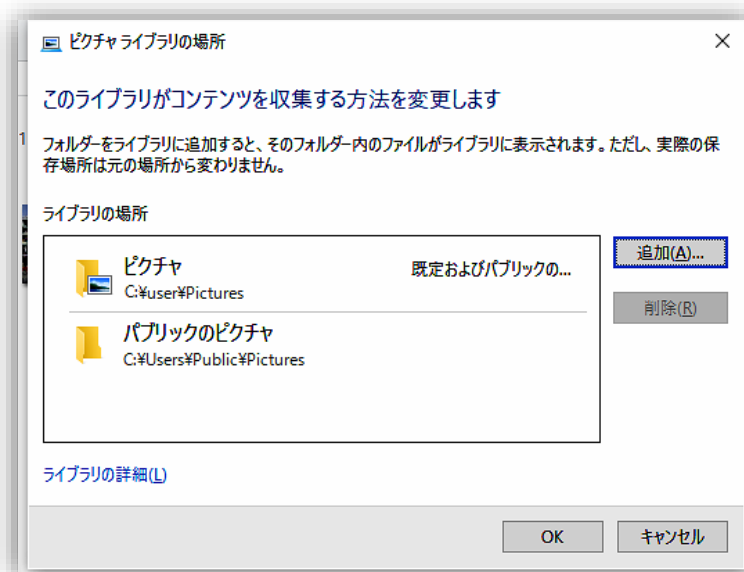 ピクチャ ライブラリの場所
このライブラリがコンテンツを収集する方法を変更します
1
フォルダーをライブラリに追加すると、そのフォルダー内のファイルがライブラリに表示されます。ただし、実際の保
存場所は元の場所から変わりません。
ライブラリの場所
ピクチャ 既定およびパブリックの...
C:¥user¥Pictures
パブリックのピクチャ
C:¥Users¥Public¥Pictures
追加(A)...
削除(R)
ライブラリの詳細(L)
OK キャンセル